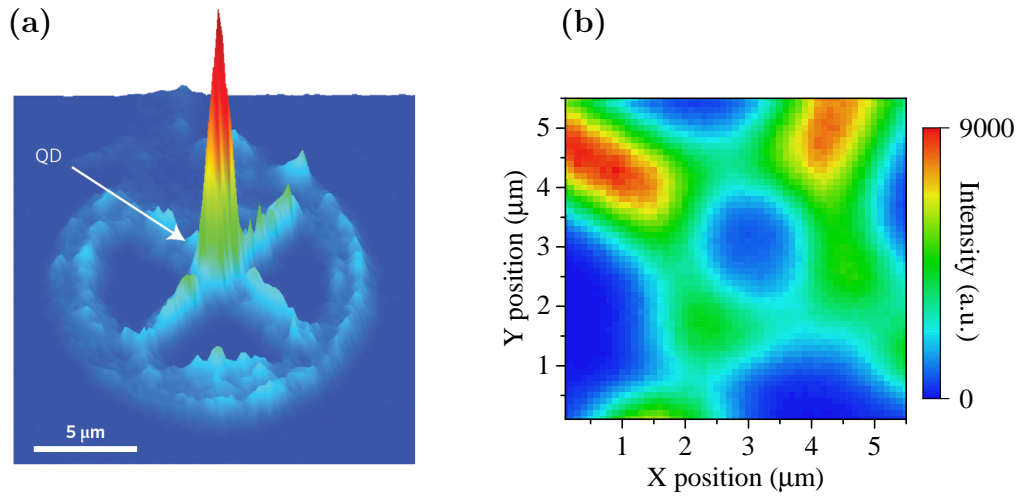 (a)
QD
5 μm
(b)
Y position (μm)
5
4
3
2
1
1 2 3 4 5
X position (μm)
9000
0
Intensity (a.u.)